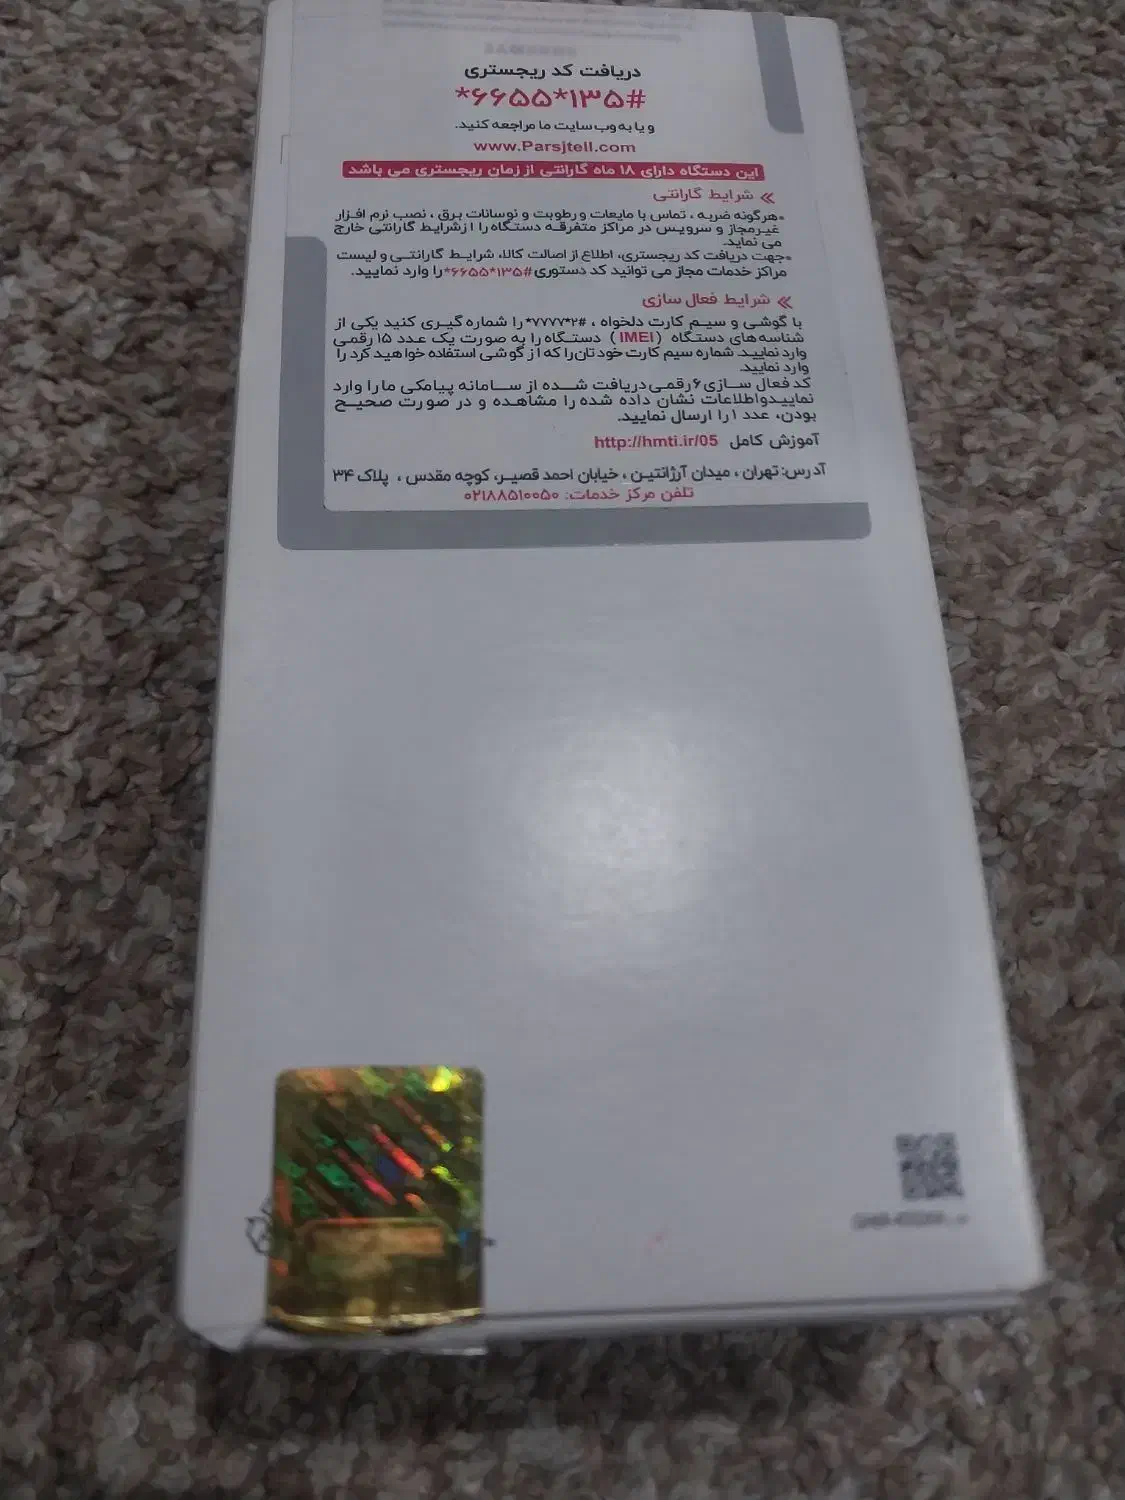 دریافت کد ریجستری
*۶۶۵۵*۱۳۵#
و یا به وب سایت ما مراجعه کنید.
www.Parsjtell.com
این دستگاه دارای ۱۸ ماه گارانتی از زمان ریجستری می باشد
» شرایط گارانتی
•هرگونه ضربه ، تماس با مایعات و رطوبت و نوسانات برق ، نصب نرم افزار
غیرمجاز و سرویس در مراکز متفرقه دستگاه را از شرایط گارانتی خارج
می نماید.
•جهت دریافت کد ریجستری، اطلاع از اصالت کالا، شرایط گارانتی و لیست
مراکز خدمات مجاز می توانید کد دستوری #۱۳۵*۶۶۵۵* را وارد نمایید.
» شرایط فعال سازی
با گوشی و سیم کارت دلخواه ، #۲*۷۷۷۷* را شماره گیری کنید یکی از
شناسه های دستگاه (IMEI) دستگاه را به صورت یک عدد ۱۵ رقمی
وارد نمایید. شماره سیم کارت خودتان را که از گوشی استفاده خواهید کرد را
وارد نمایید.
کد فعال سازی ۶ رقمی دریافت شده از سامانه پیامکی ما را وارد
نمایید و اطلاعات نشان داده شده را مشاهده و در صورت صحیح
بودن، عدد ۱ را ارسال نمایید.
آموزش کامل http://hmti.ir/05
آدرس: تهران ، میدان آرژانتین ، خیابان احمد قصیر، کوچه مقدس ، پلاک ۳۴
تلفن مرکز خدمات: ۰۲۱۸۸۵۱۰۰۵۰